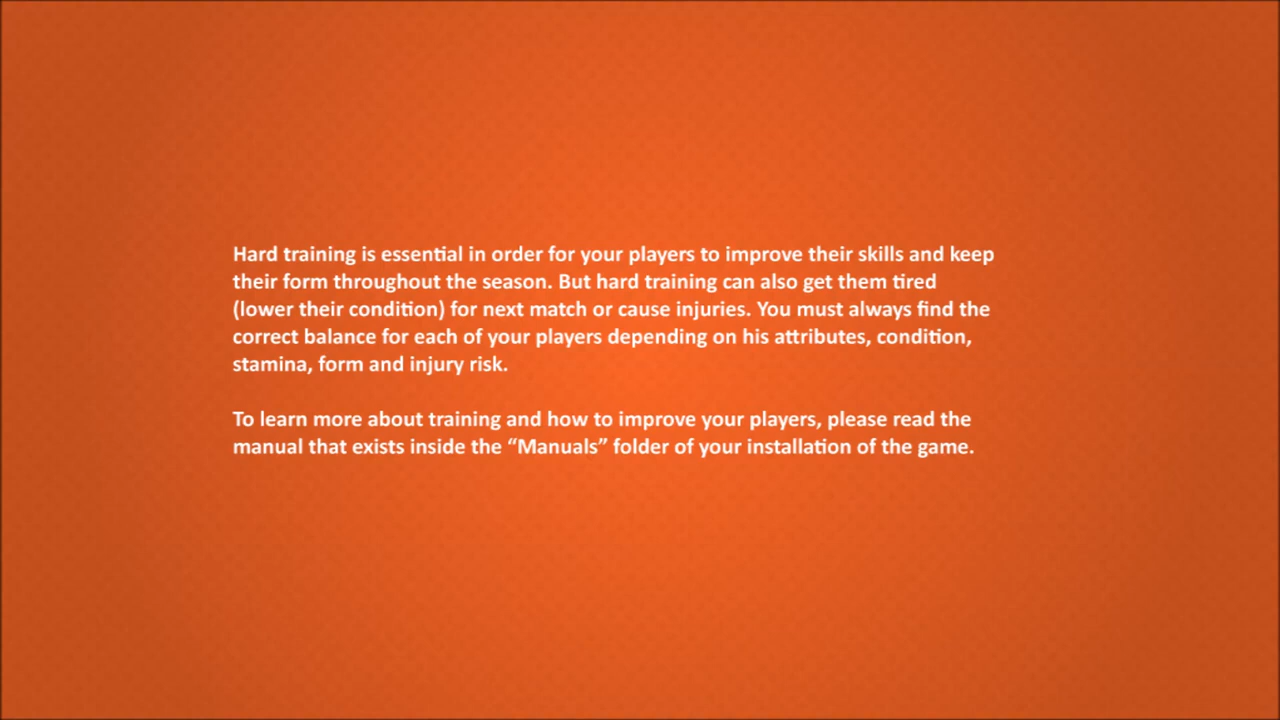 Hard training is essential in order for your players to improve their skills and keep
their form throughout the season. But hard training can also get them tired
(lower their condition) for next match or cause injuries. You must always find the
correct balance for each of your players depending on his attributes, condition,
stamina, form and injury risk.
To learn more about training and how to improve your players, please read the
manual that exists inside the “Manuals” folder of your installation of the game.